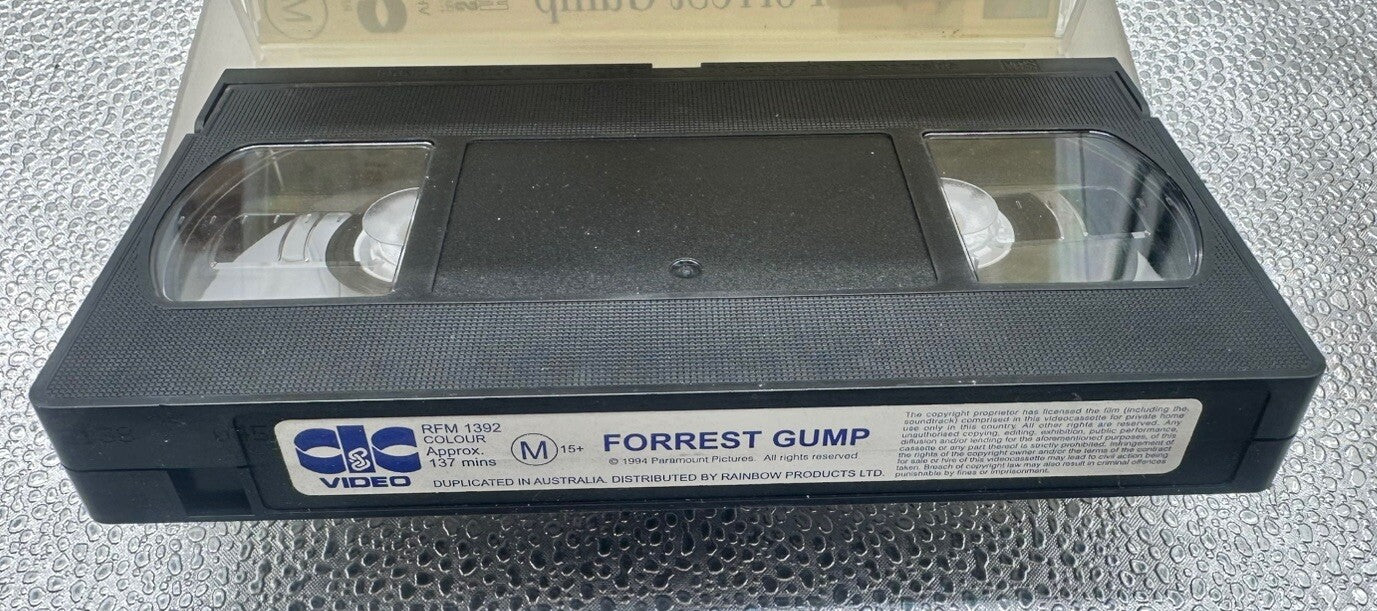 CIC
VIDEO
RFM 1392
COLOUR
Approx.
137 mins
M 15+
FORREST GUMP
© 1994 Paramount Pictures. All rights reserved
DUPLICATED IN AUSTRALIA. DISTRIBUTED BY RAINBOW PRODUCTS LTD.
The copyright proprietor has licensed the film (including the
soundtrack) comprised in this videocassette for private home
use only in this country. All other rights are reserved. Any
unauthorised copying, editing, exhibition, public performance,
diffusion and/or lending for the aforementioned purposes, of this
cassette or any part thereof is strictly prohibited. Infringement of
the rights of the copyright owner and/or the terms of the contract
for sale or hire of this videocassette may lead to civil action being
taken. Breach of copyright law may also result in criminal offences
punishable by fines or imprisonment.
M
Forrest Gump